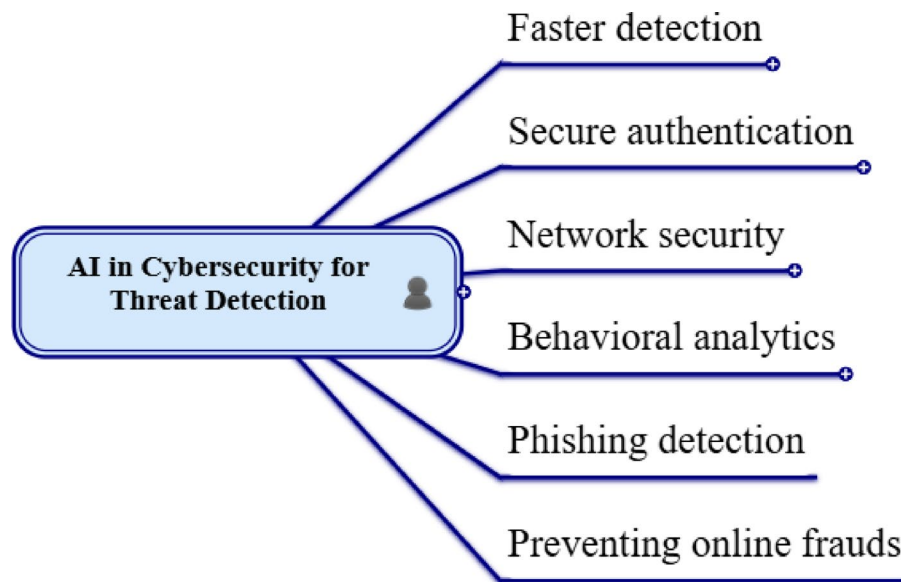 Faster detection
Secure authentication
Network security
AI in Cybersecurity for
Threat Detection
Behavioral analytics
Phishing detection
Preventing online frauds